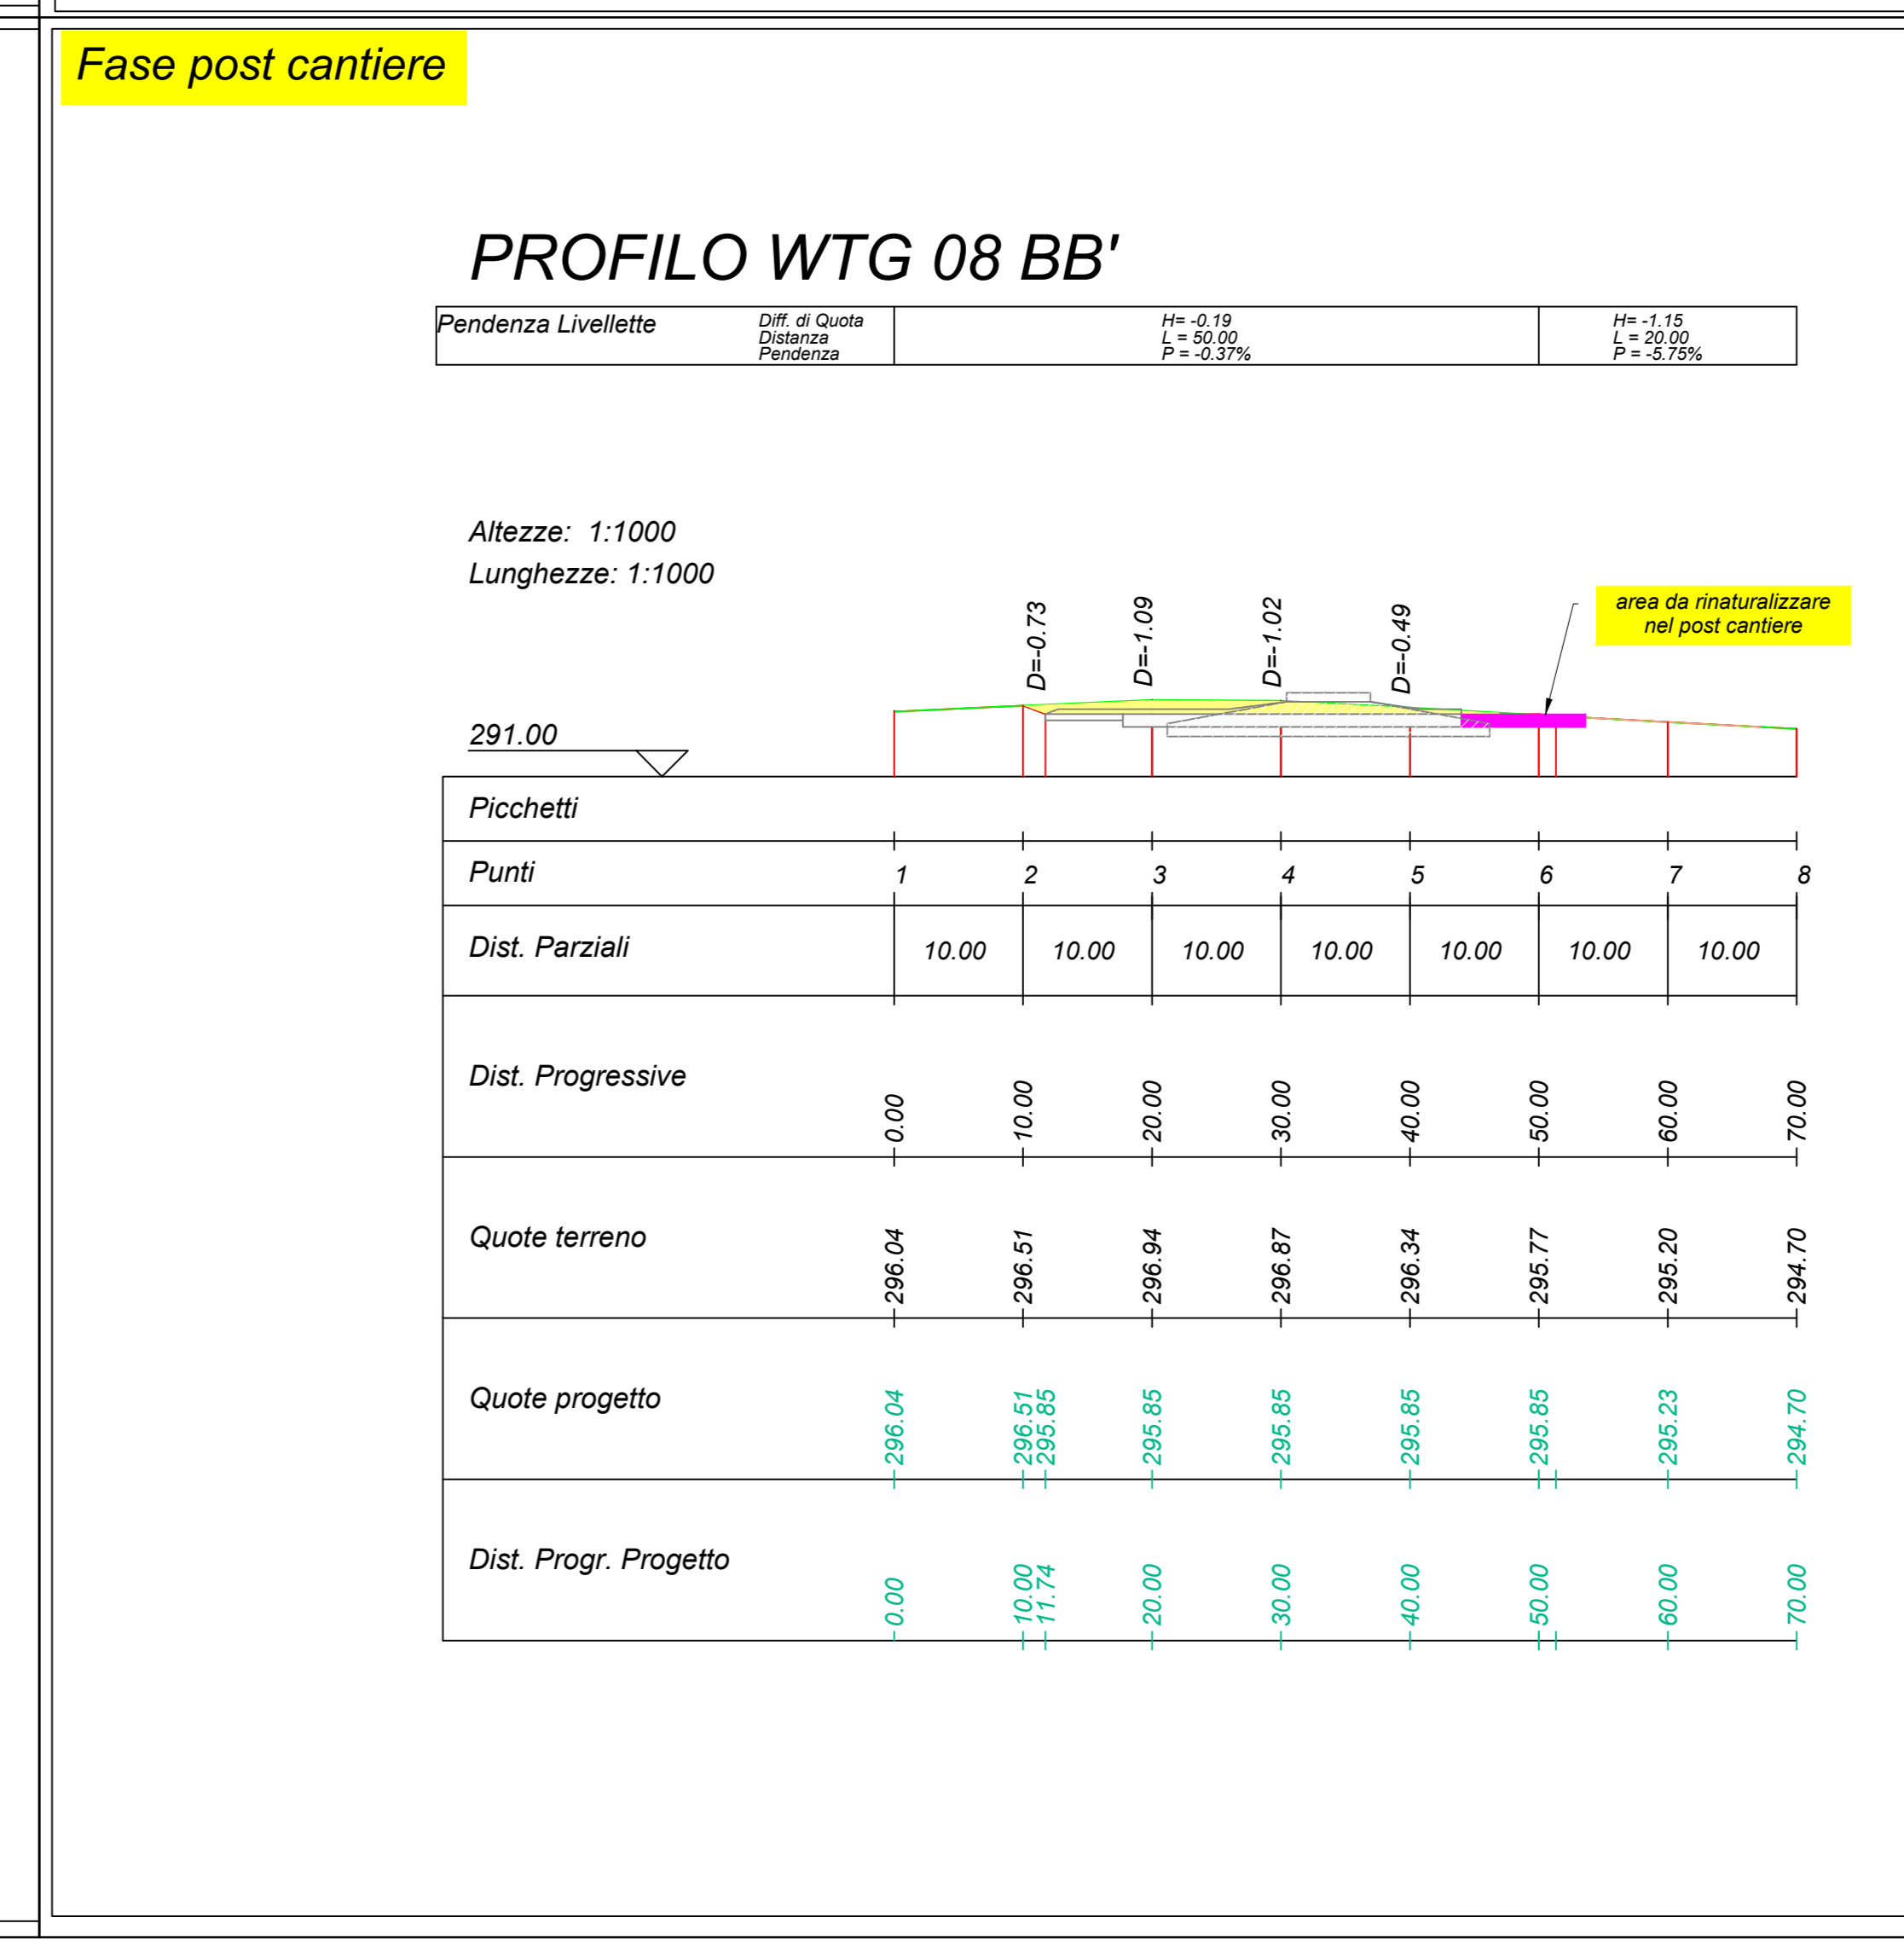 Fase post cantiere
PROFILO WTG 08 BB'
Pendenza Livellette
Diff. di Quota
Distanza
Pendenza
H= -0.19
L = 50.00
P = -0.37%
H= -1.15
L = 20.00
P = -5.75%
Altezze: 1:1000
Lunghezze: 1:1000
D=-0.73
D=-1.09
D=-1.02
D=-0.49
area da rinaturalizzare
nel post cantiere
291.00
Picchetti
Punti 1 2 3 4 5 6 7 8
Dist. Parziali 10.00 10.00 10.00 10.00 10.00 10.00 10.00
Dist. Progressive 0.00 10.00 20.00 30.00 40.00 50.00 60.00 70.00
Quote terreno 296.04 296.51 296.94 296.87 296.34 295.77 295.20 294.70
Quote progetto 296.04 296.51 295.85 295.85 295.85 295.85 295.85 295.23 294.70
Dist. Progr. Progetto 0.00 10.00 11.74 20.00 30.00 40.00 50.00 60.00 70.00